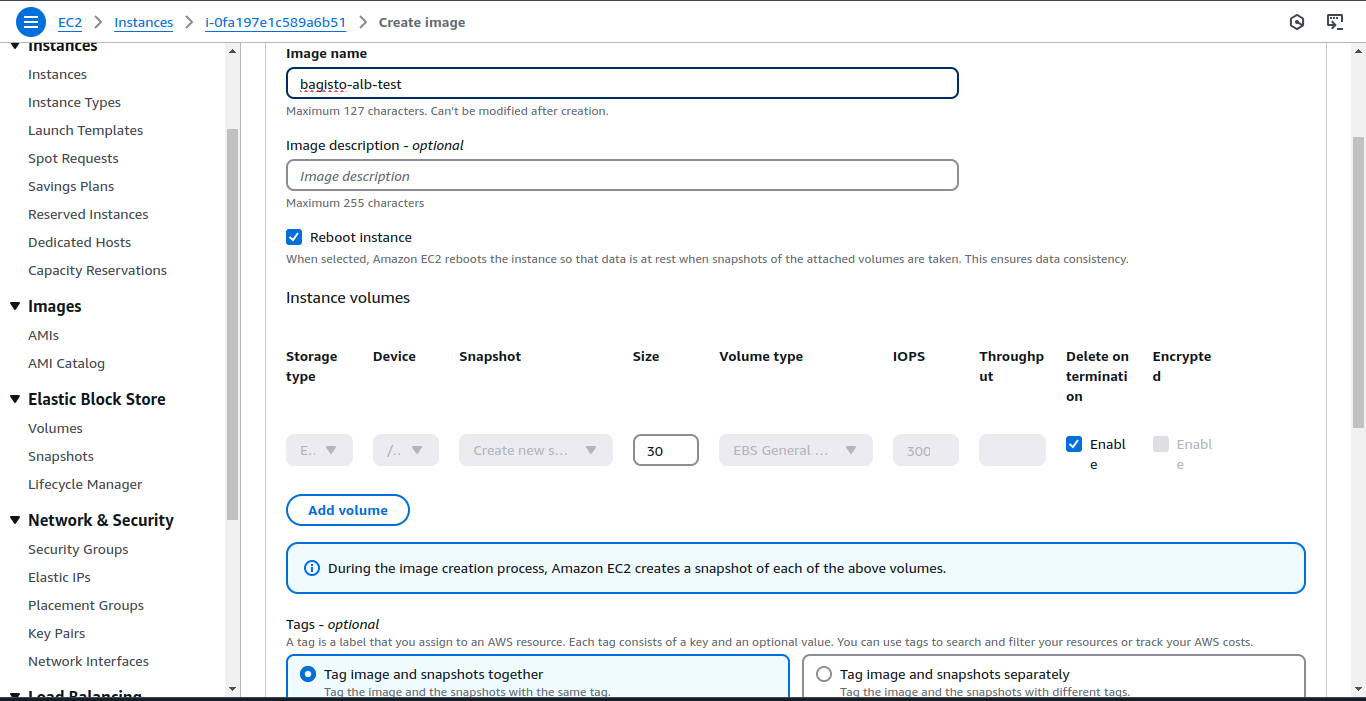 EC2 Instances i-0fa197e1c589a6b51 Create image
Instances
Instances
Instance Types
Launch Templates
Spot Requests
Savings Plans
Reserved Instances
Dedicated Hosts
Capacity Reservations
Images
AMIs
AMI Catalog
Elastic Block Store
Volumes
Snapshots
Lifecycle Manager
Network & Security
Security Groups
Elastic IPs
Placement Groups
Key Pairs
Network Interfaces
Load Balancing
Image name
bagisto-alb-test
Maximum 127 characters. Can't be modified after creation.
Image description - optional
Image description
Maximum 255 characters
Reboot instance
When selected, Amazon EC2 reboots the instance so that data is at rest when snapshots of the attached volumes are taken. This ensures data consistency.
Instance volumes
Storage Device Snapshot Size Volume type IOPS Throughp Delete on Encrypte
type ut terminati d
on
E.. /.. Create new s... 30 EBS General ... 300 Enabl Enabl
e e
Add volume
During the image creation process, Amazon EC2 creates a snapshot of each of the above volumes.
Tags - optional
A tag is a label that you assign to an AWS resource. Each tag consists of a key and an optional value. You can use tags to search and filter your resources or track your AWS costs.
Tag image and snapshots together
Tag the image and the snapshots with the same tag.
Tag image and snapshots separately
Tag the image and the snapshots with different tags.